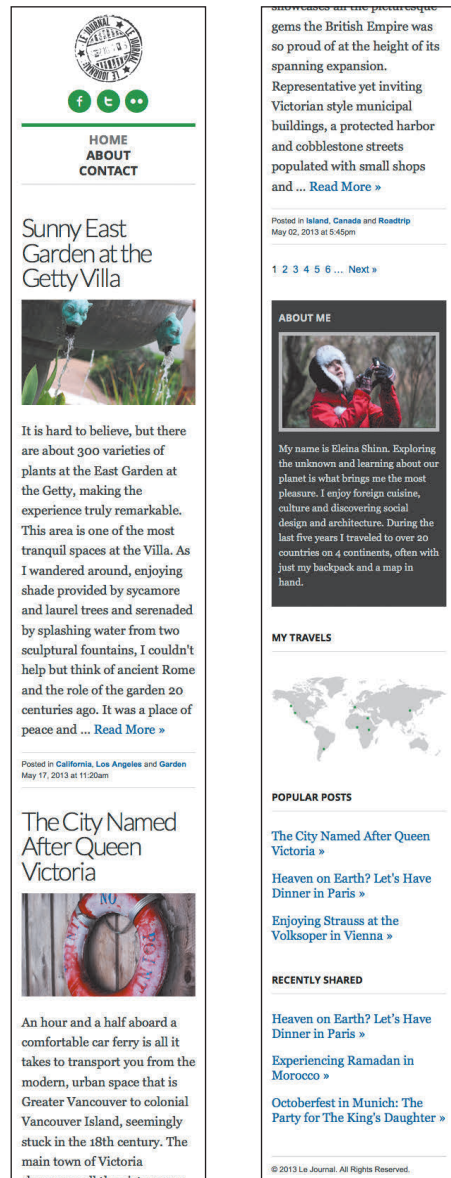 LE JOURNAL
LE JOURNAL
HOME
ABOUT
CONTACT
Sunny East
Garden at the
Getty Villa
It is hard to believe, but there
are about 300 varieties of
plants at the East Garden at
the Getty, making the
experience truly remarkable.
This area is one of the most
tranquil spaces at the Villa. As
I wandered around, enjoying
shade provided by sycamore
and laurel trees and serenaded
by splashing water from two
sculptural fountains, I couldn't
help but think of ancient Rome
and the role of the garden 20
centuries ago. It was a place of
peace and ... Read More »
Posted in California, Los Angeles and Garden
May 17, 2013 at 11:20am
The City Named
After Queen
Victoria
NO
POINT
An hour and a half aboard a
comfortable car ferry is all it
takes to transport you from the
modern, urban space that is
Greater Vancouver to colonial
Vancouver Island, seemingly
stuck in the 18th century. The
main town of Victoria
showcases all the picturesque
gems the British Empire was
so proud of at the height of its
spanning expansion.
Representative yet inviting
Victorian style municipal
buildings, a protected harbor
and cobblestone streets
populated with small shops
and ... Read More »
Posted in Island, Canada and Roadtrip
May 02, 2013 at 5:45pm
1 2 3 4 5 6 ... Next »
ABOUT ME
My name is Eleina Shinn. Exploring
the unknown and learning about our
planet is what brings me the most
pleasure. I enjoy foreign cuisine,
culture and discovering social
design and architecture. During the
last five years I traveled to over 20
countries on 4 continents, often with
just my backpack and a map in
hand.
MY TRAVELS
POPULAR POSTS
The City Named After Queen
Victoria »
Heaven on Earth? Let's Have
Dinner in Paris »
Enjoying Strauss at the
Volksoper in Vienna »
RECENTLY SHARED
Heaven on Earth? Let's Have
Dinner in Paris »
Experiencing Ramadan in
Morocco »
Octoberfest in Munich: The
Party for The King's Daughter »
© 2013 Le Journal. All Rights Reserved.